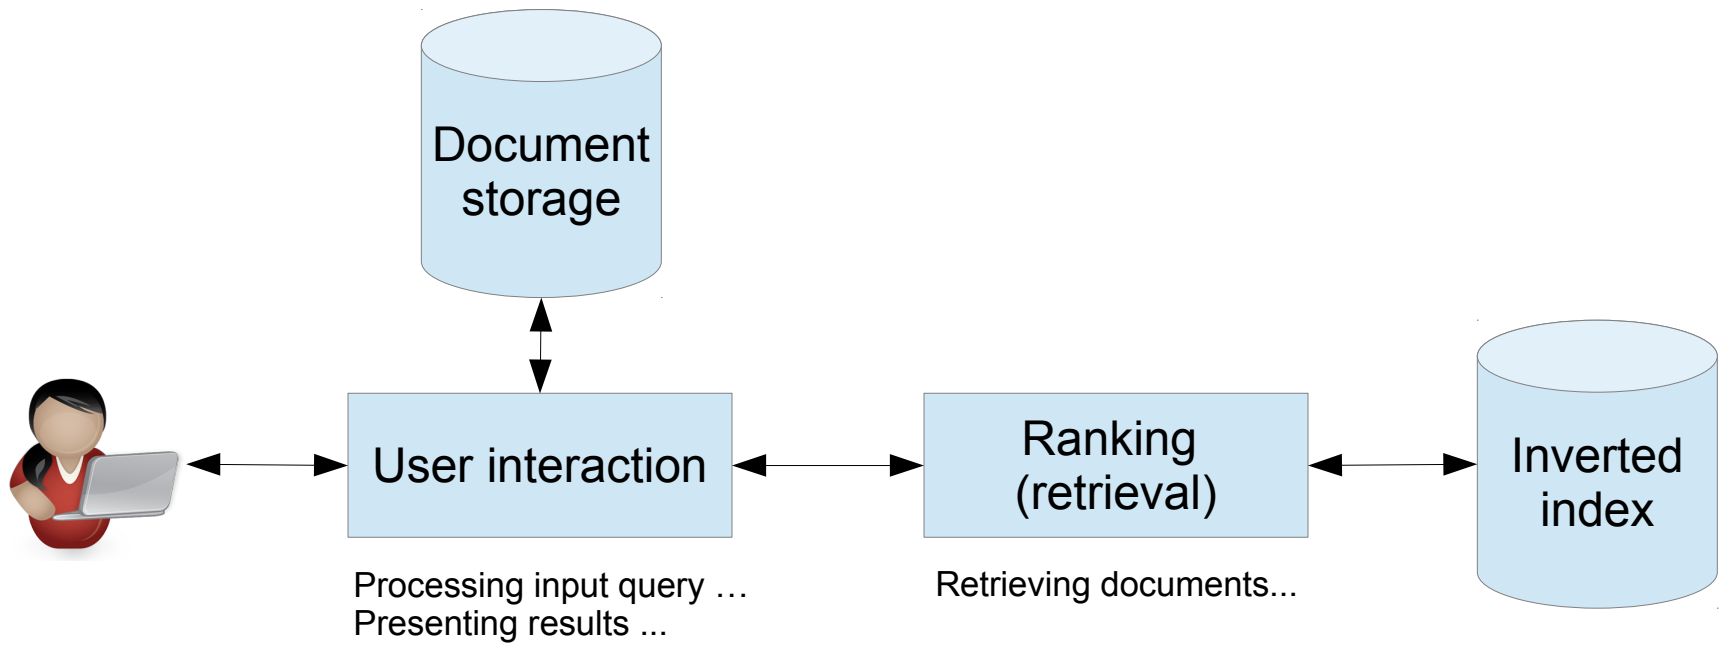 Document
storage
User interaction
Ranking
(retrieval)
Inverted
index
Processing input query …
Presenting results ...
Retrieving documents...